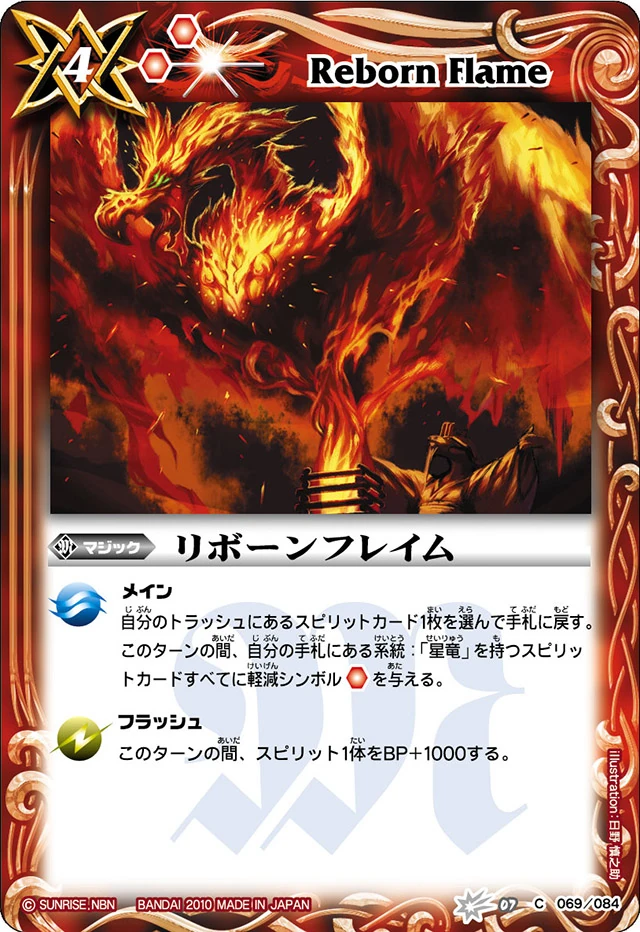 4
Reborn Flame
マジック リボーンフレイム
メイン
自分のトラッシュにあるスピリットカード1枚を選んで手札に戻す。
このターンの間、自分の手札にある系統:「星竜」を持つスピリッ
トカードすべてに軽減シンボル を与える。
フラッシュ
このターンの間、スピリット1体をBP+1000する。
illustration:日野 慎之助
© SUNRISE.NBN BANDAI 2010 MADE IN JAPAN 07 C 069/084